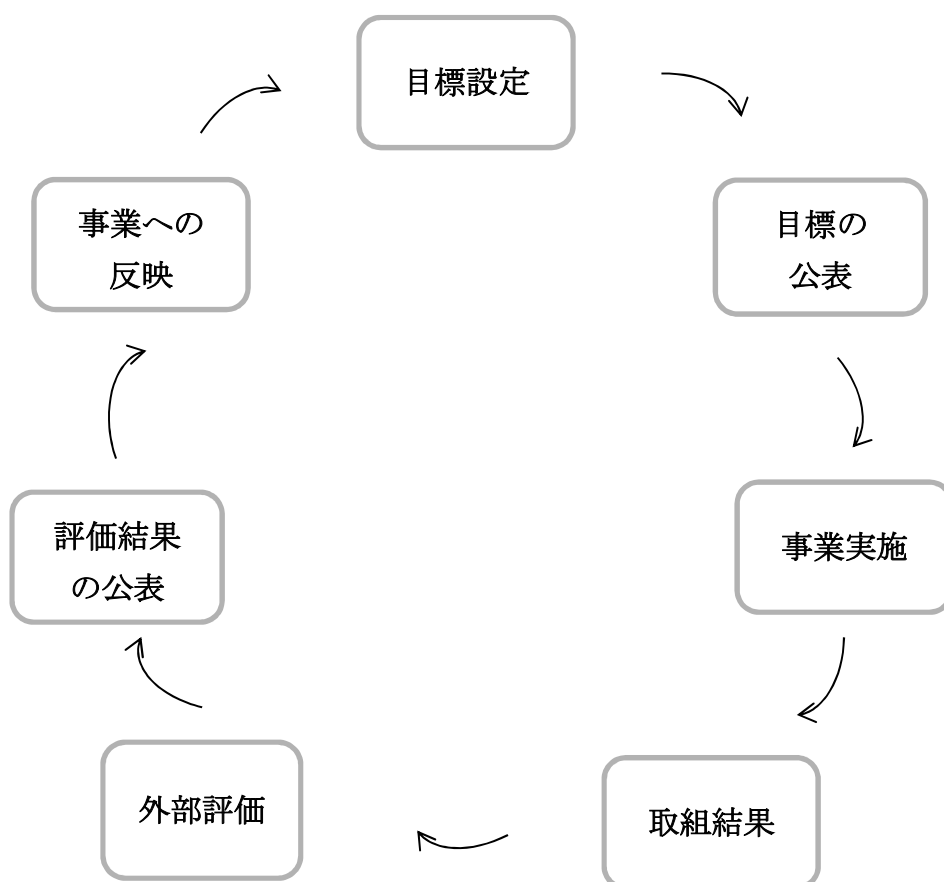 目標設定
目標の
公表
事業実施
取組結果
外部評価
評価結果
の公表
事業への
反映